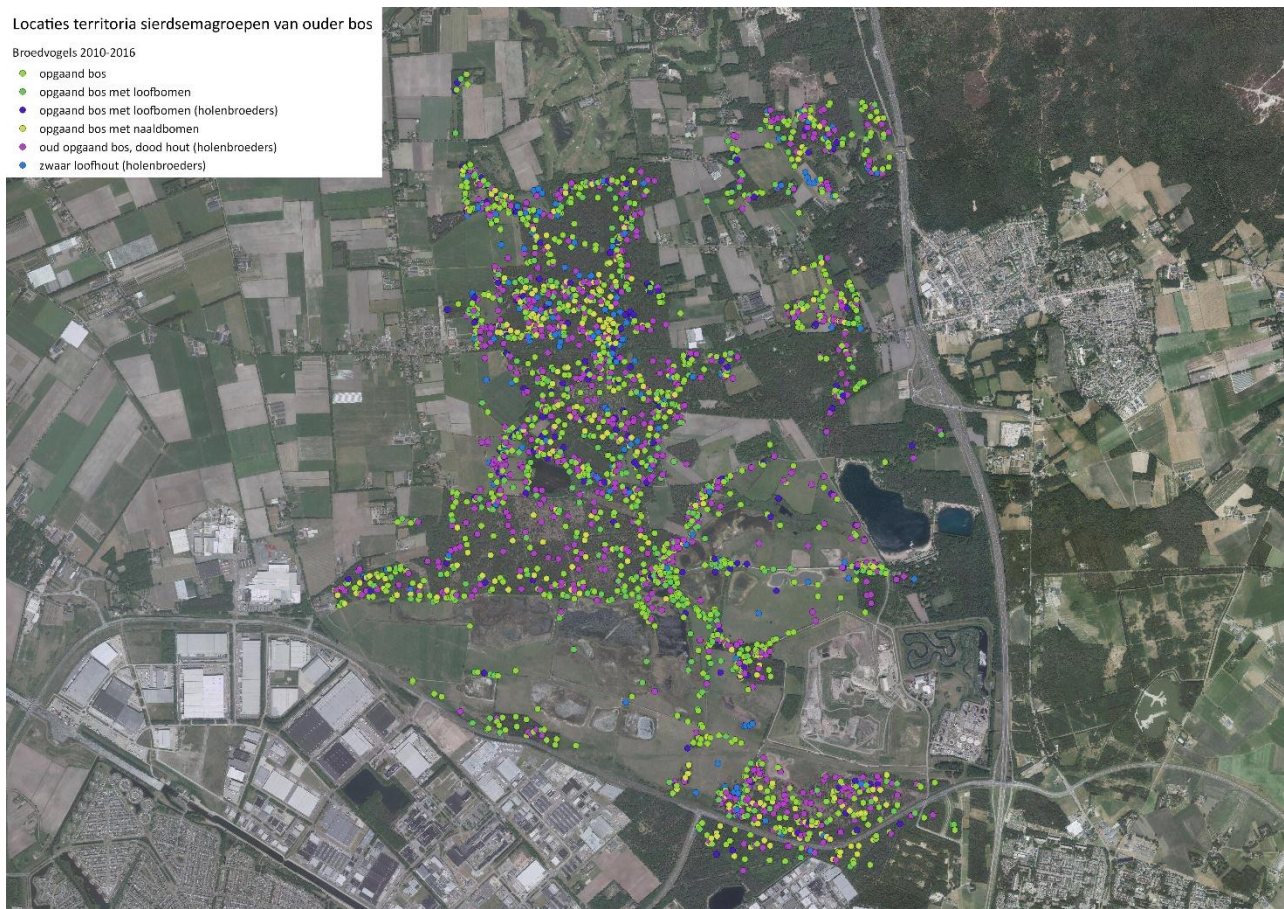 Locaties territoria sierdsemagroepen van ouder bos
Broedvogels 2010-2016
opgaand bos
opgaand bos met loofbomen
opgaand bos met loofbomen (holenbroeders)
opgaand bos met naaldbomen
oud opgaand bos, dood hout (holenbroeders)
zwaar loofhout (holenbroeders)